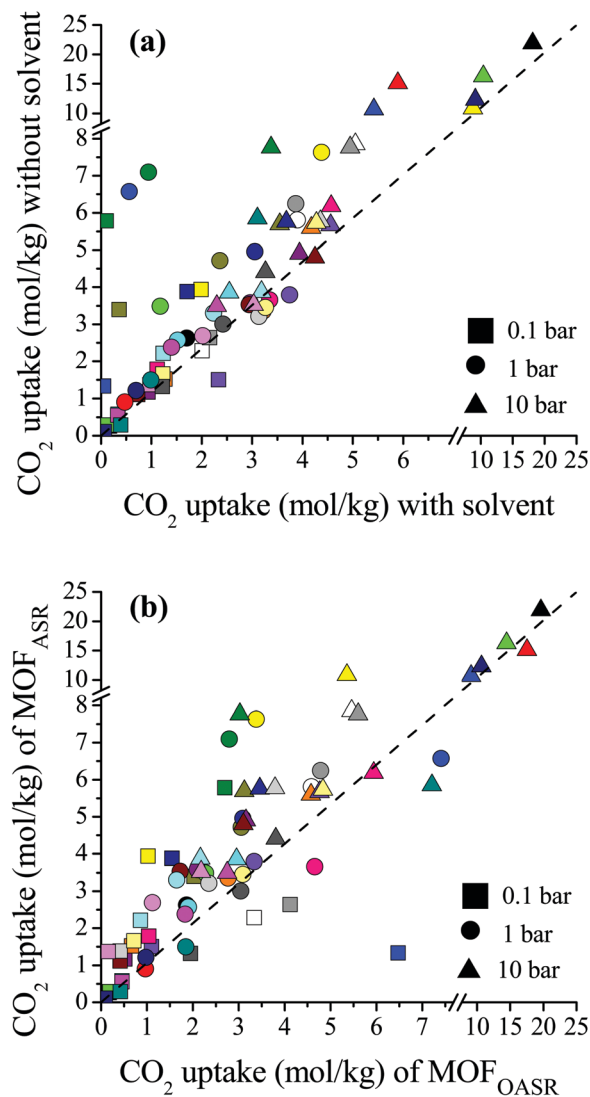 (a)
CO2 uptake (mol/kg) without solvent
25
20
15
10
8
7
6
5
4
3
2
1
0
0.1 bar
1 bar
10 bar
0 1 2 3 4 5 6 10 15 20 25
CO2 uptake (mol/kg) with solvent
(b)
CO2 uptake (mol/kg) of MOFASR
25
20
15
10
8
7
6
5
4
3
2
1
0
0.1 bar
1 bar
10 bar
0 1 2 3 4 5 6 7 10 15 20 25
CO2 uptake (mol/kg) of MOFOASR